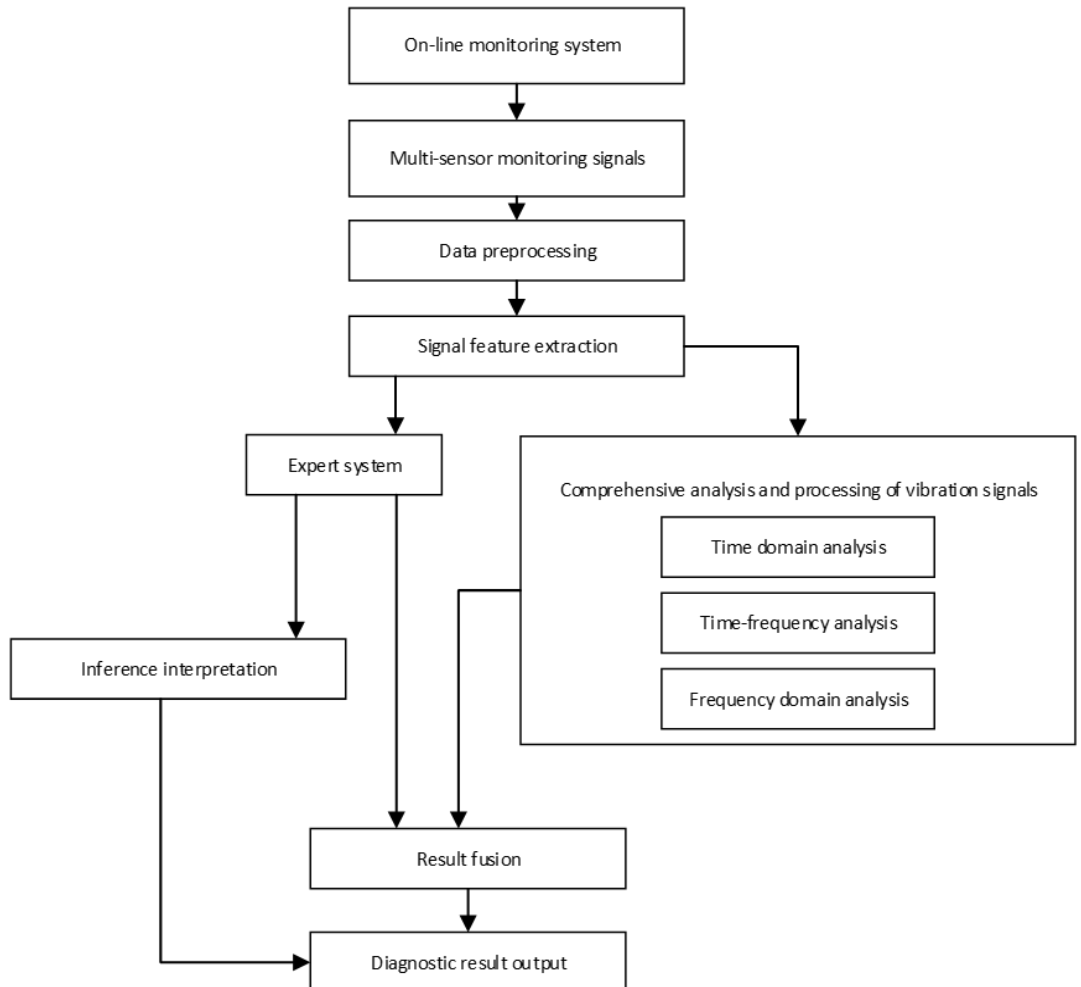 On-line monitoring system
Multi-sensor monitoring signals
Data preprocessing
Signal feature extraction
Expert system
Comprehensive analysis and processing of vibration signals
Time domain analysis
Time-frequency analysis
Frequency domain analysis
Inference interpretation
Result fusion
Diagnostic result output